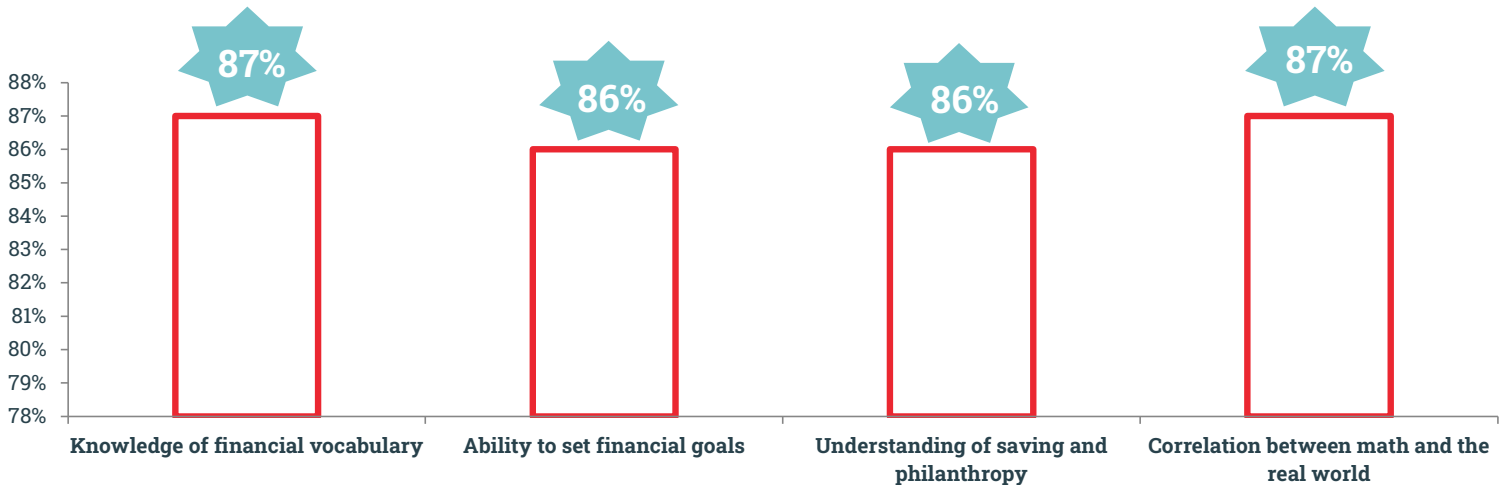 87%
86%
86%
87%
88%
87%
86%
85%
84%
83%
82%
81%
80%
79%
78%
Knowledge of financial vocabulary
Ability to set financial goals
Understanding of saving and
philanthropy
Correlation between math and the
real world